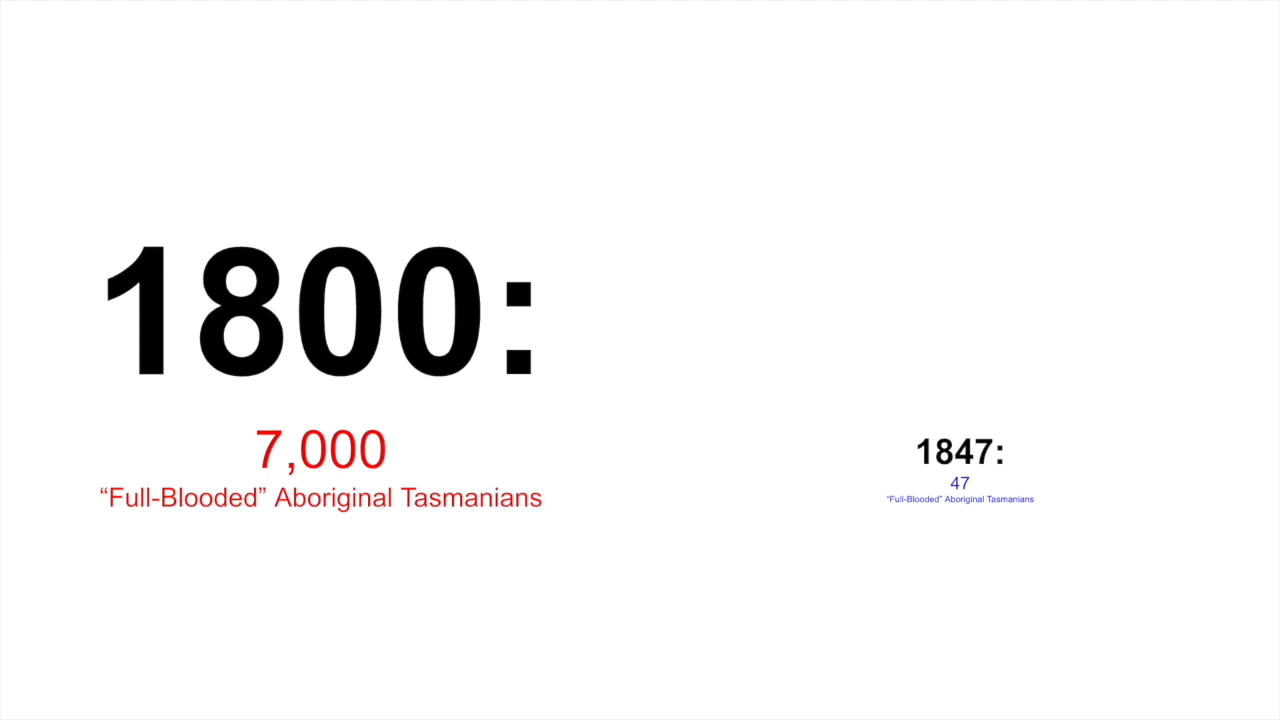 1800:
7,000
“Full-Blooded” Aboriginal Tasmanians
1847:
47
“Full-Blooded” Aboriginal Tasmanians